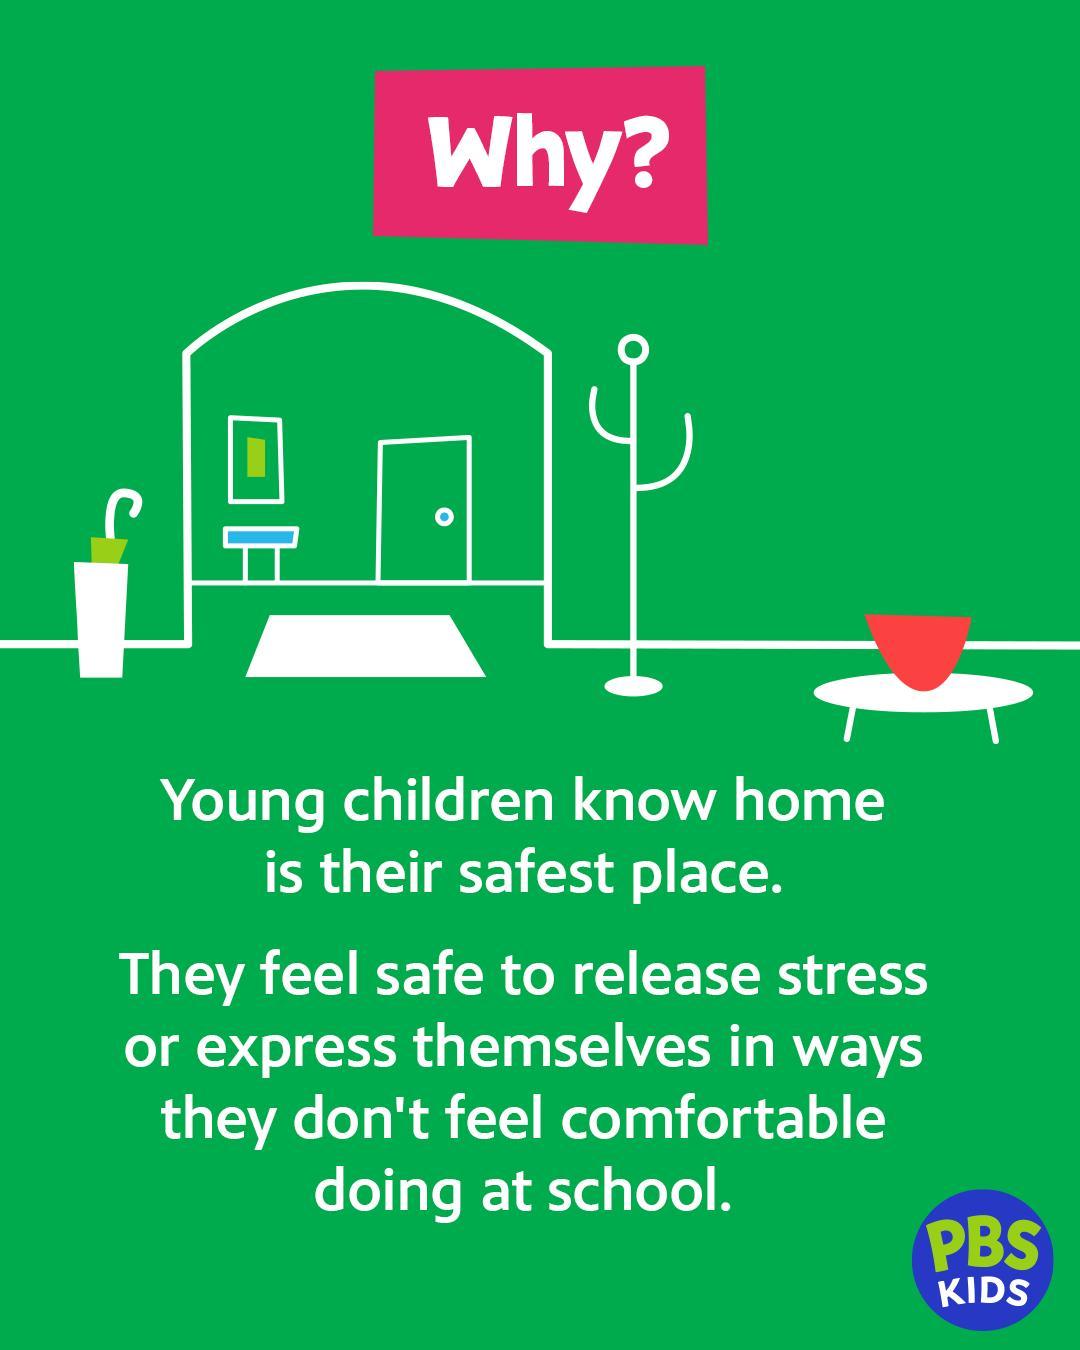 Why?
Young children know home
is their safest place.
They feel safe to release stress
or express themselves in ways
they don't feel comfortable
doing at school.
PBS
KIDS